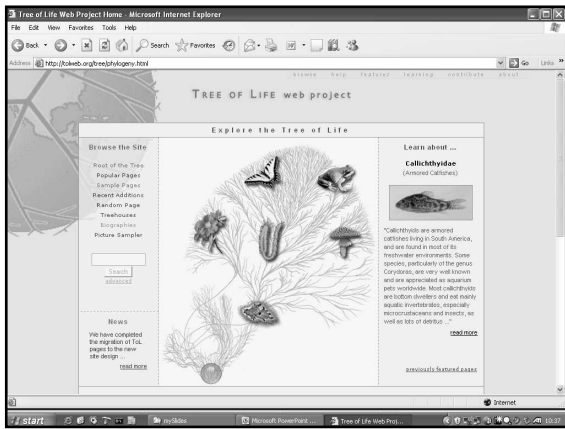 Tree of Life Web Project Home - Microsoft Internet Explorer
File Edit View Favorites Tools Help
Back Search Favorites
Address http://tolweb.org/tree/phylogeny.html Go Links »
browse help features learning contribute about
TREE OF LIFE web project
Explore the Tree of Life
Browse the Site
Root of the Tree
Popular Pages
Sample Pages
Recent Additions
Random Page
Treehouses
Biographies
Picture Sampler
Search
advanced
News
We have completed
the migration of ToL
pages to the new
site design ...
read more
Learn about ...
Callichthyidae
(Armored Catfishes)
"Callichthyids are armored
catfishes living in South America,
and are found in most of its
freshwater environments. Some
species, particularly of the genus
Corydoras, are very well known
and are appreciated as aquarium
pets worldwide. Most callichthyids
are bottom dwellers and eat mainly
aquatic invertebrates, especially
microcrustaceans and insects, as
well as lots of detritus ..."
read more
previously featured pages
Internet
start mySlides Microsoft PowerPoint ... Tree of Life Web Proj... 10:37